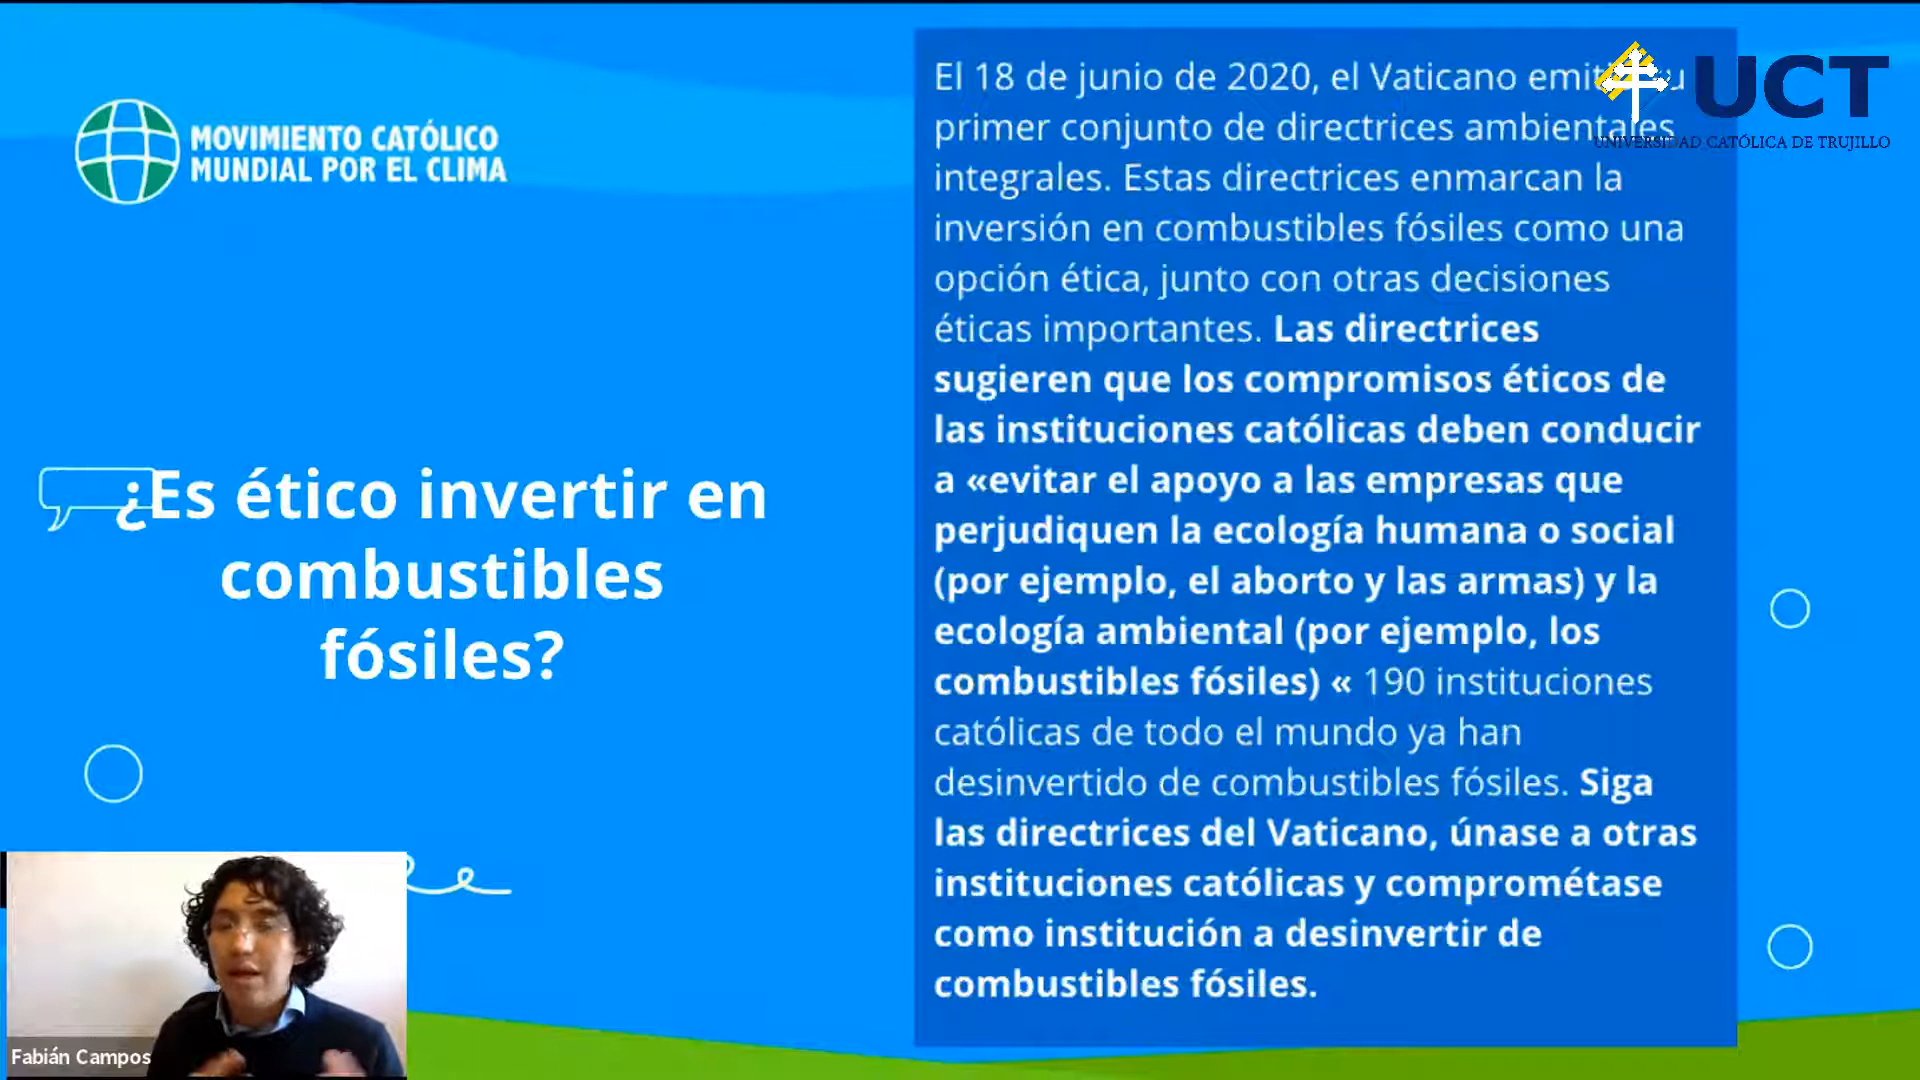 MOVIMIENTO CATÓLICO
MUNDIAL POR EL CLIMA
¿Es ético invertir en
combustibles
fósiles?
El 18 de junio de 2020, el Vaticano
primer conjunto de directrices ambientales
integrales. Estas directrices enmarcan la
inversión en combustibles fósiles como una
opción ética, junto con otras decisiones
éticas importantes. Las directrices
sugieren que los compromisos éticos de
las instituciones católicas deben conducir
a «evitar el apoyo a las empresas que
perjudiquen la ecología humana o social
(por ejemplo, el aborto y las armas) y la
ecología ambiental (por ejemplo, los
combustibles fósiles) « 190 instituciones
católicas de todo el mundo ya han
desinvertido de combustibles fósiles. Siga
las directrices del Vaticano, únase a otras
instituciones católicas y comprométase
como institución a desinvertir de
combustibles fósiles.
UCT
UNIVERSIDAD CATÓLICA DE TRUJILLO
Fabián Campos